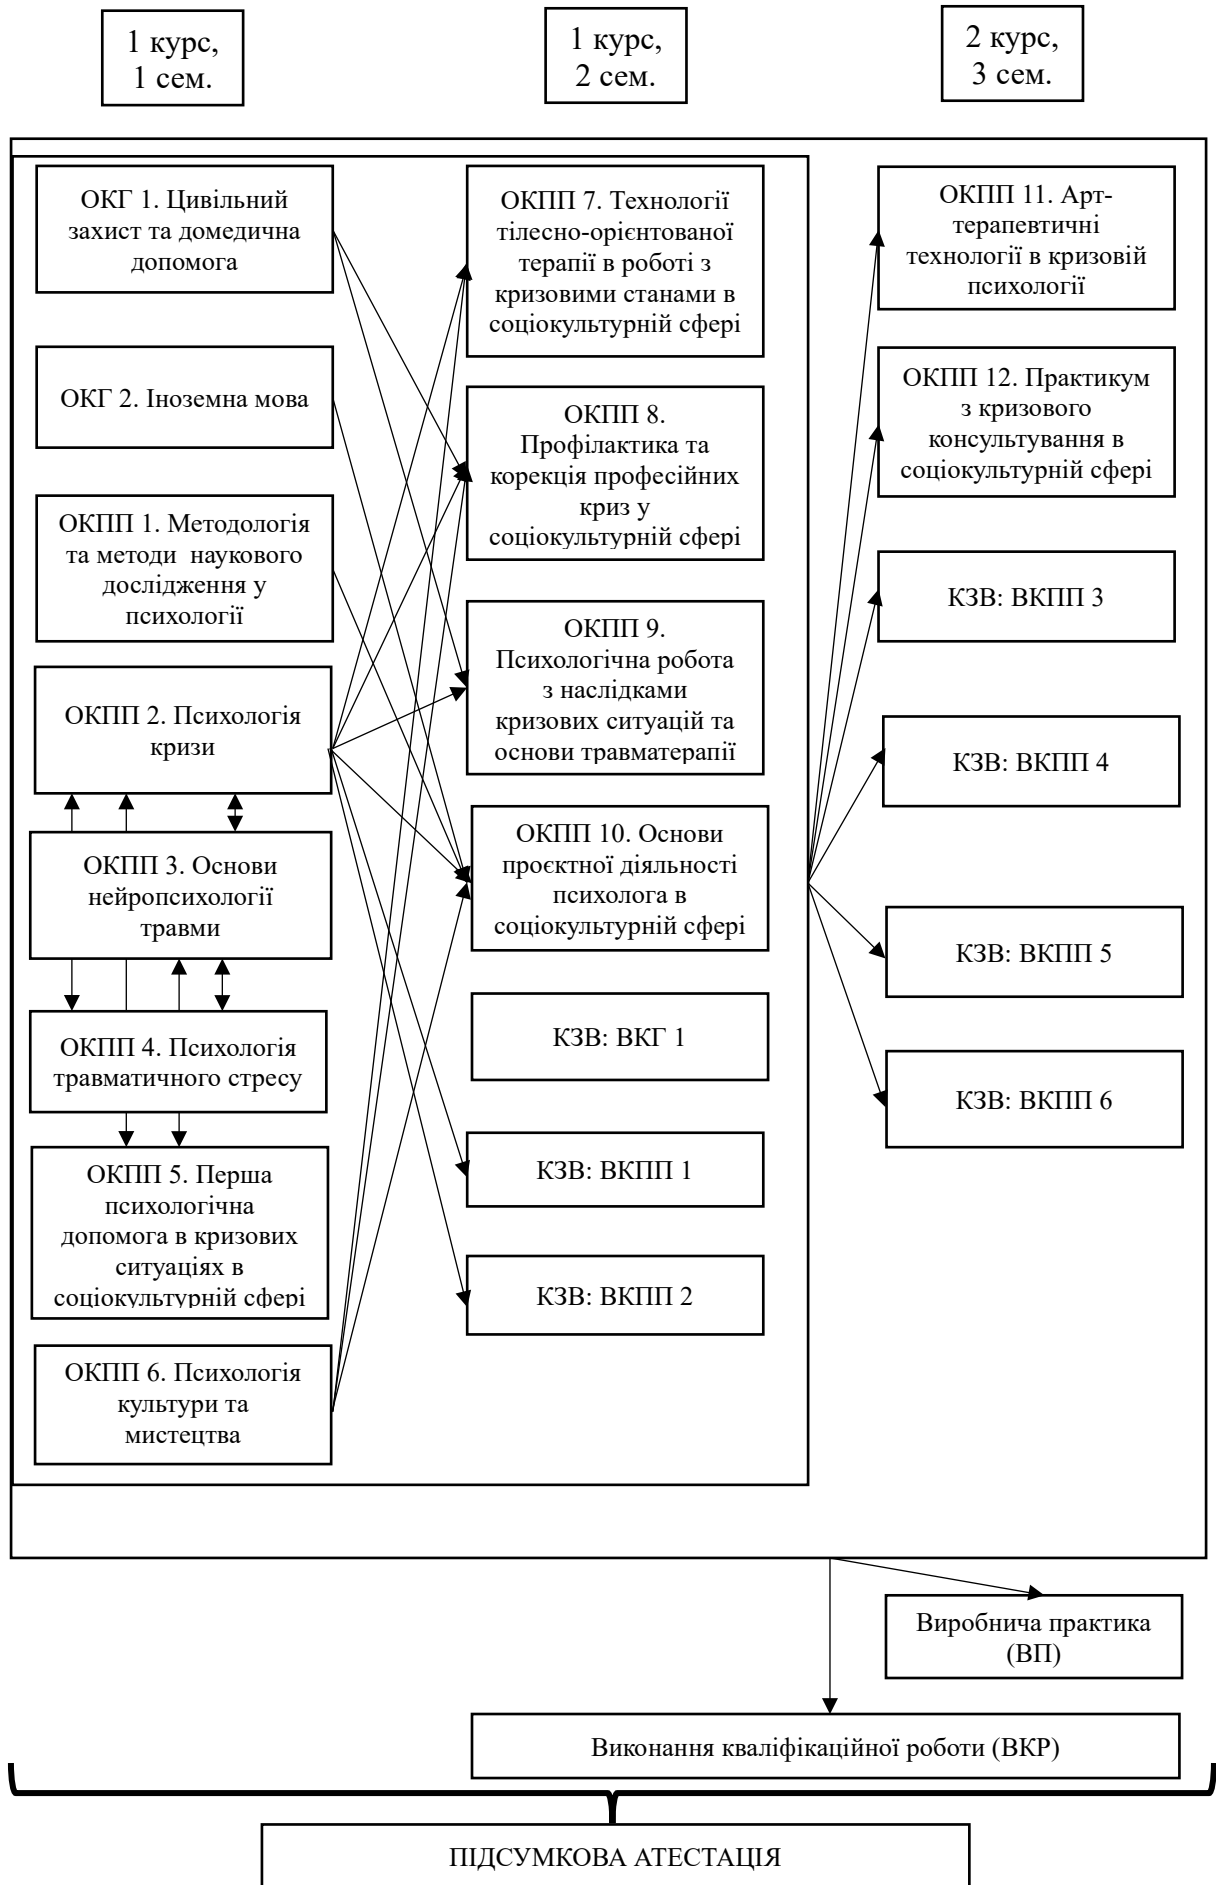 1 курс,
1 сем.
1 курс,
2 сем.
2 курс,
3 сем.
ОКГ 1. Цивільний
захист та домедична
допомога
ОКГ 2. Іноземна мова
ОКПП 1. Методологія
та методи наукового
дослідження у
психології
ОКПП 2. Психологія
кризи
ОКПП 3. Основи
нейропсихології
травми
ОКПП 4. Психологія
травматичного стресу
ОКПП 5. Перша
психологічна
допомога в кризових
ситуаціях в
соціокультурній сфері
ОКПП 6. Психологія
культури та
мистецтва
ОКПП 7. Технології
тілесно-орієнтованої
терапії в роботі з
кризовими станами в
соціокультурній сфері
ОКПП 8.
Профілактика та
корекція професійних
криз у
соціокультурній сфері
ОКПП 9.
Психологічна робота
з наслідками
кризових ситуацій та
основи травматерапії
ОКПП 10. Основи
проєктної діяльності
психолога в
соціокультурній сфері
КЗВ: ВКГ 1
КЗВ: ВКПП 1
КЗВ: ВКПП 2
ОКПП 11. Арт-
терапевтичні
технології в кризовій
психології
ОКПП 12. Практикум
з кризового
консультування в
соціокультурній сфері
КЗВ: ВКПП 3
КЗВ: ВКПП 4
КЗВ: ВКПП 5
КЗВ: ВКПП 6
Виробнича практика
(ВП)
Виконання кваліфікаційної роботи (ВКР)
ПІДСУМКОВА АТЕСТАЦІЯ